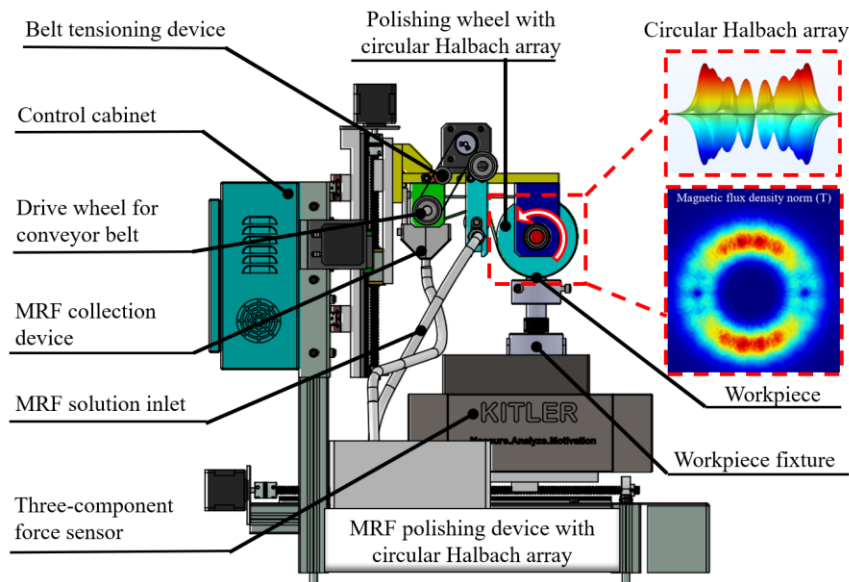 Belt tensioning device
Polishing wheel with
circular Halbach array
Circular Halbach array
Control cabinet
Drive wheel for
conveyor belt
Magnetic flux density norm (T)
MRF collection
device
MRF solution inlet
Workpiece
KITLER
Measure.Analyze.Motivation
Workpiece fixture
Three-component
force sensor
MRF polishing device with
circular Halbach array